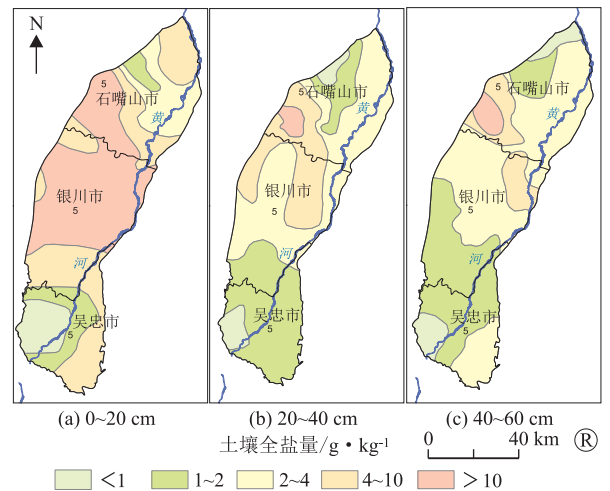 N
5
石嘴山市
黄
银川市
5
河
吴忠市
5
(a) 0~20 cm
5
石嘴山市
黄
银川市
5
河
吴忠市
5
(b) 20~40 cm
5
石嘴山市
黄
银川市
5
河
吴忠市
5
(c) 40~60 cm
土壤全盐量/g·kg⁻¹
0 40 km
®
<1 1~2 2~4 4~10 >10